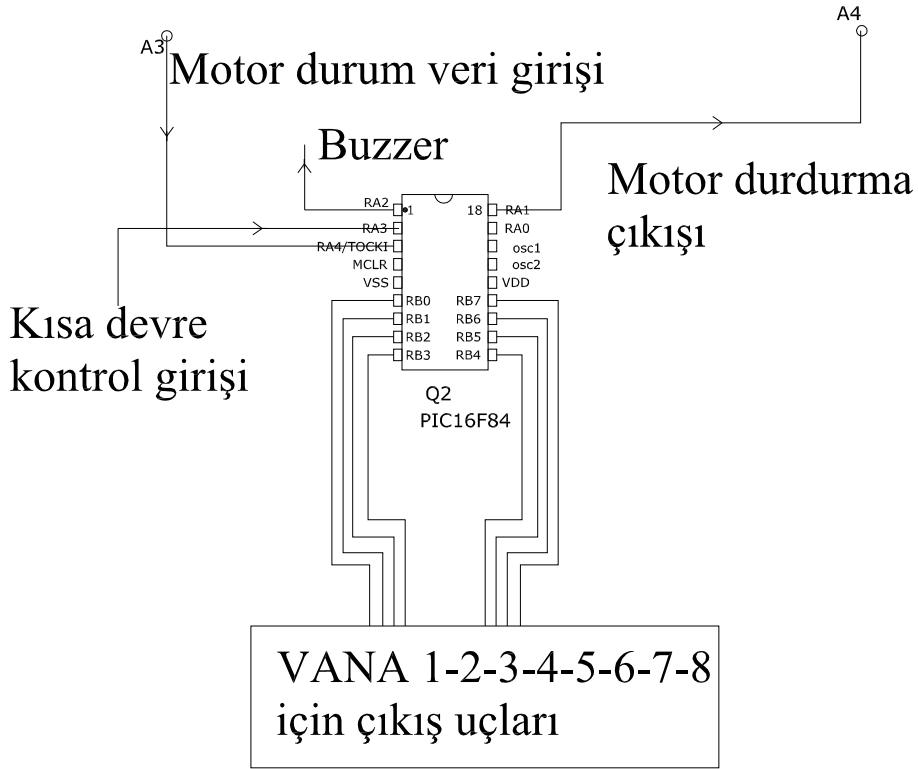 A4
A3
Motor durum veri girişi
Buzzer
Motor durdurma
çıkışı
RA2 1 18 RA1
RA3 RA0
RA4/TOCKI osc1
MCLR osc2
VSS VDD
RB0 RB7
RB1 RB6
RB2 RB5
RB3 RB4
Kısa devre
kontrol girişi
Q2
PIC16F84
VANA 1-2-3-4-5-6-7-8
için çıkış uçları